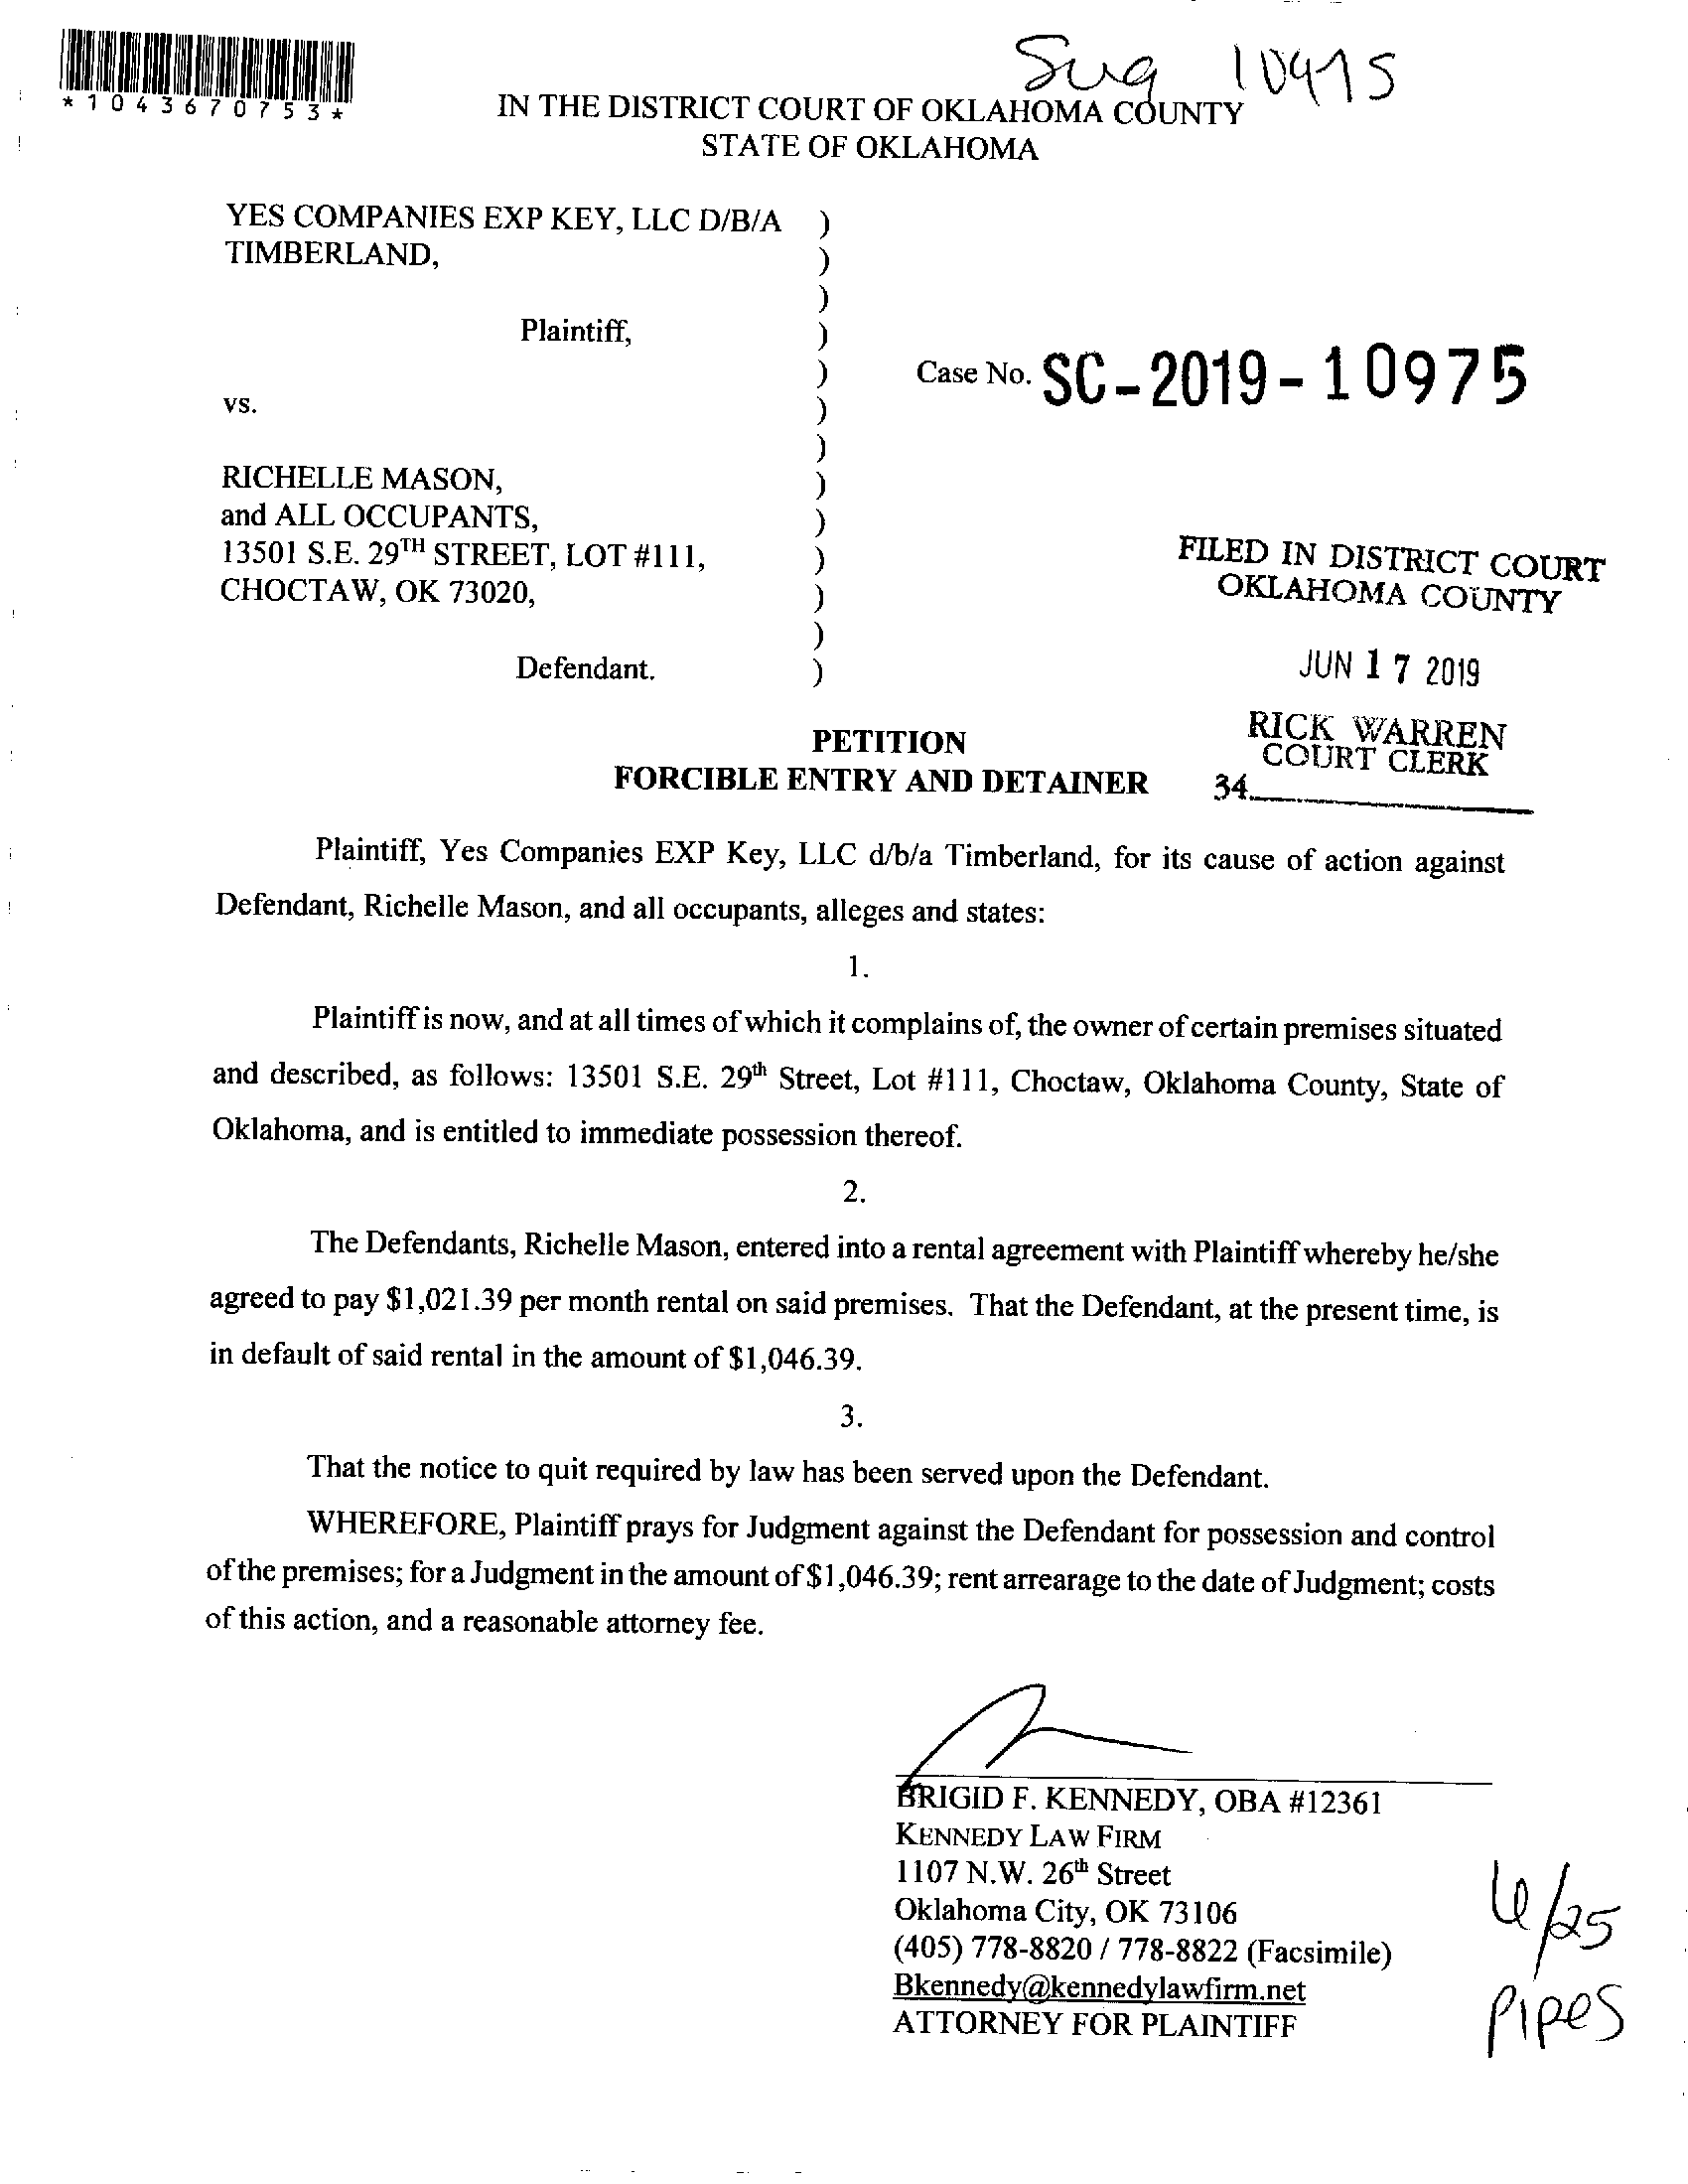 *1043670753*
IN THE DISTRICT COURT OF OKLAHOMA COUNTY
STATE OF OKLAHOMA
YES COMPANIES EXP KEY, LLC D/B/A )
TIMBERLAND, )
)
Plaintiff, )
)
Case No. SC-2019-10975
vs. )
)
RICHELLE MASON, )
and ALL OCCUPANTS, )
13501 S.E. 29TH STREET, LOT #111, )
CHOCTAW, OK 73020, )
)
Defendant. )
FILED IN DISTRICT COURT
OKLAHOMA COUNTY
JUN 17 2019
RICK WARREN
COURT CLERK
34.
PETITION
FORCIBLE ENTRY AND DETAINER
Plaintiff, Yes Companies EXP Key, LLC d/b/a Timberland, for its cause of action against
Defendant, Richelle Mason, and all occupants, alleges and states:
1.
Plaintiff is now, and at all times of which it complains of, the owner of certain premises situated
and described, as follows: 13501 S.E. 29th Street, Lot #111, Choctaw, Oklahoma County, State of
Oklahoma, and is entitled to immediate possession thereof.
2.
The Defendants, Richelle Mason, entered into a rental agreement with Plaintiff whereby he/she
agreed to pay $1,021.39 per month rental on said premises. That the Defendant, at the present time, is
in default of said rental in the amount of $1,046.39.
3.
That the notice to quit required by law has been served upon the Defendant.
WHEREFORE, Plaintiff prays for Judgment against the Defendant for possession and control
of the premises; for a Judgment in the amount of $1,046.39; rent arrearage to the date of Judgment; costs
of this action, and a reasonable attorney fee.
BRIGID F. KENNEDY, OBA #12361
KENNEDY LAW FIRM
1107 N.W. 26th Street
Oklahoma City, OK 73106
(405) 778-8820 / 778-8822 (Facsimile)
Bkennedy@kennedylawfirm.net
ATTORNEY FOR PLAINTIFF
6/25
Pipes